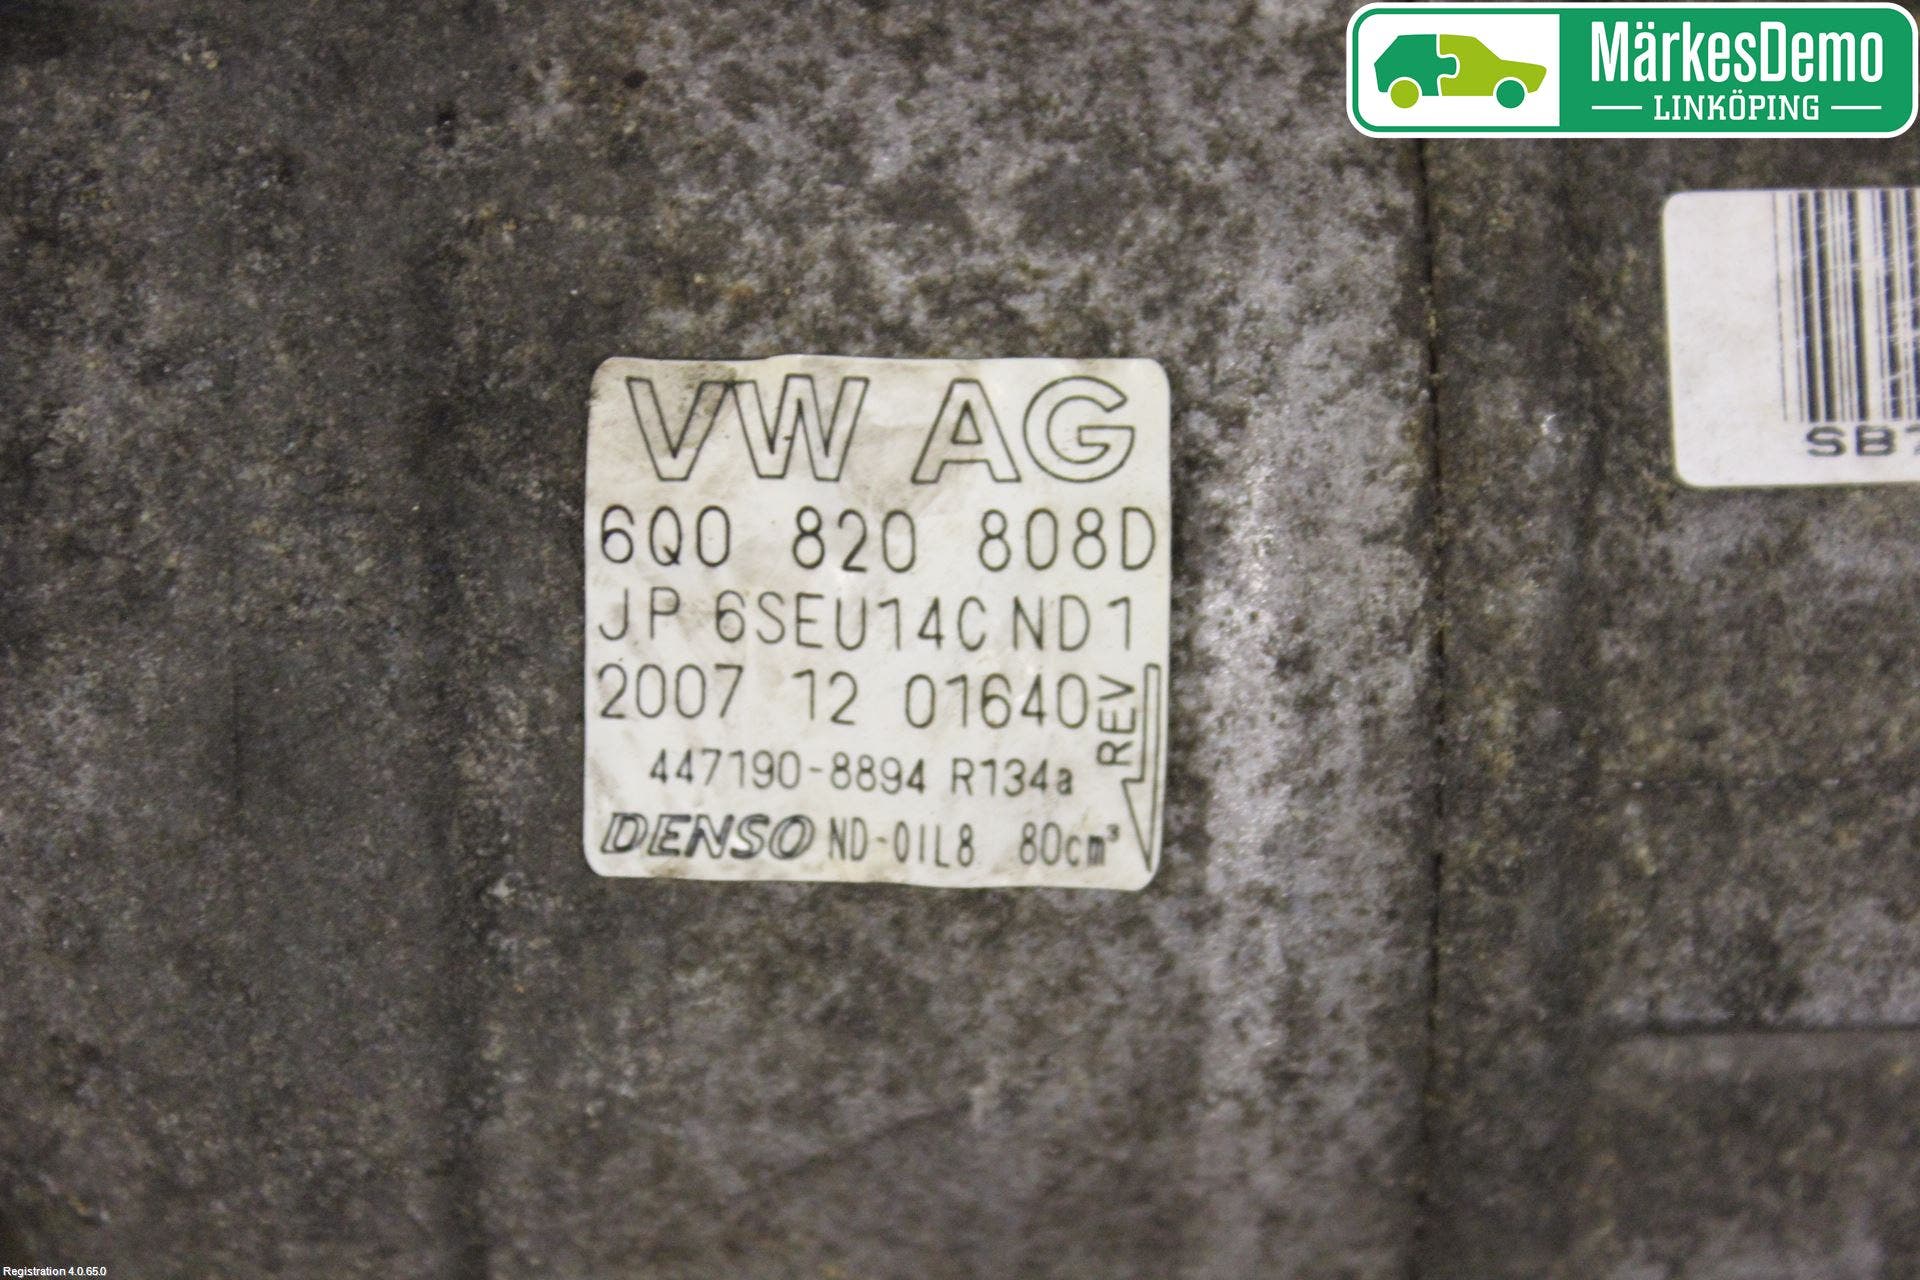 MärkesDemo
LINKÖPING
SB
VW AG
6Q0 820 808D
JP 6SEU14C ND1
2007 12 01640
REV
447190-8894 R134a
DENSO ND-OIL8 80cm³
Registration 4.0.65.0